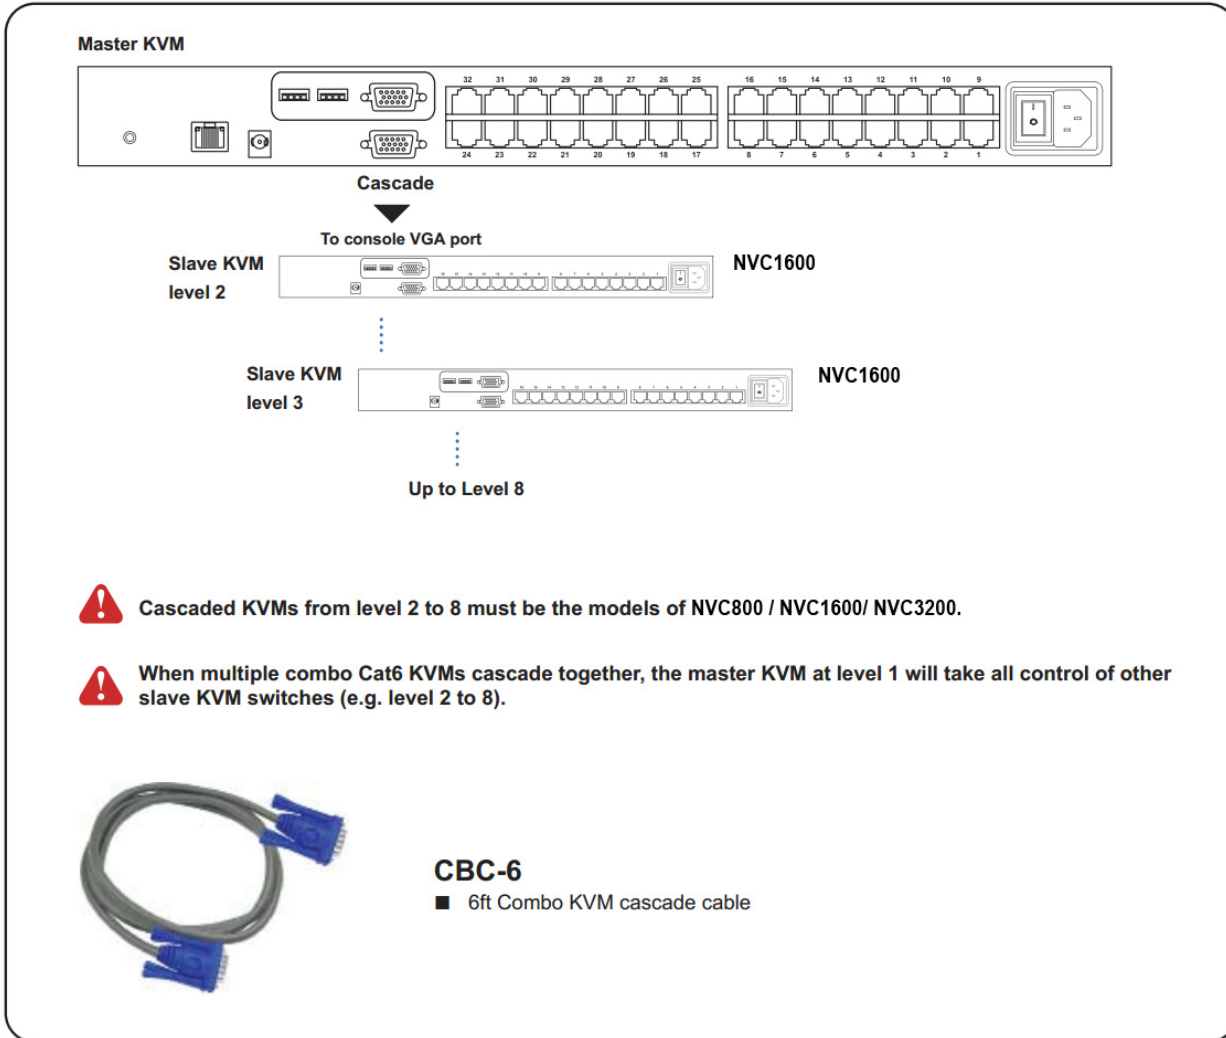 Master KVM
32 31 30 29 28 27 26 25 16 15 14 13 12 11 10 9
24 23 22 21 20 19 18 17 8 7 6 5 4 3 2 1
Cascade
To console VGA port
Slave KVM
level 2
NVC1600
Slave KVM
level 3
NVC1600
Up to Level 8
Cascaded KVMs from level 2 to 8 must be the models of NVC800 / NVC1600/ NVC3200.
When multiple combo Cat6 KVMs cascade together, the master KVM at level 1 will take all control of other
slave KVM switches (e.g. level 2 to 8).
CBC-6
■ 6ft Combo KVM cascade cable